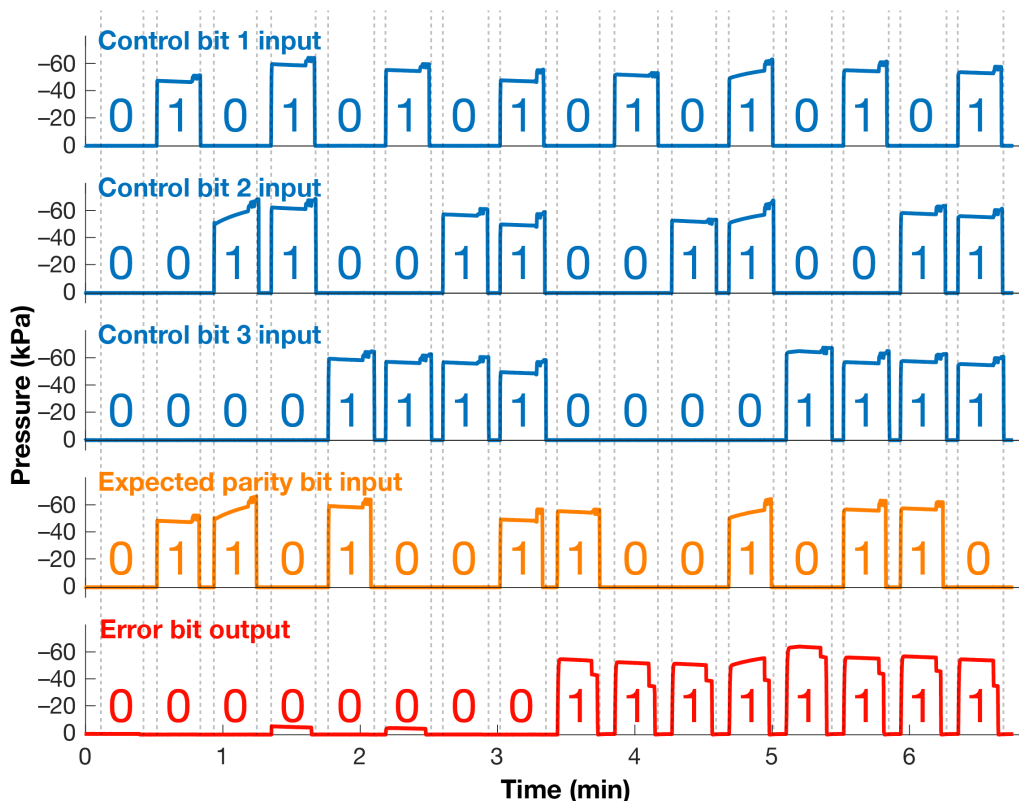 Control bit 1 input
−60
−40
−20
0
0 1 0 1 0 1 0 1 0 1 0 1 0 1 0 1
Control bit 2 input
−60
−40
−20
0
0 0 1 1 0 0 1 1 0 0 1 1 0 0 1 1
Control bit 3 input
−60
−40
−20
0
0 0 0 0 1 1 1 1 0 0 0 0 1 1 1 1
Expected parity bit input
−60
−40
−20
0
0 1 1 0 1 0 0 1 1 0 0 1 0 1 1 0
Error bit output
−60
−40
−20
0
0 0 0 0 0 0 0 0 1 1 1 1 1 1 1 1
0 1 2 3 4 5 6
Time (min)
Pressure (kPa)